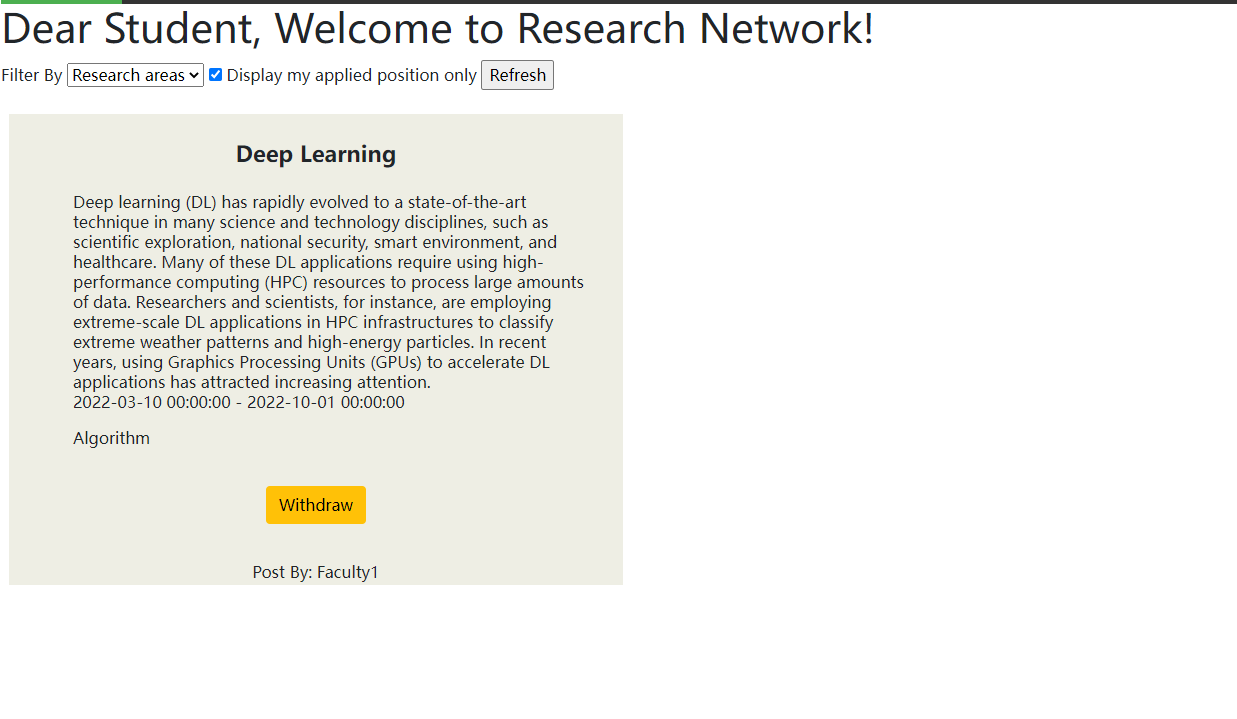 Dear Student, Welcome to Research Network!
Filter By Research areas Display my applied position only Refresh
Deep Learning
Deep learning (DL) has rapidly evolved to a state-of-the-art
technique in many science and technology disciplines, such as
scientific exploration, national security, smart environment, and
healthcare. Many of these DL applications require using high-
performance computing (HPC) resources to process large amounts
of data. Researchers and scientists, for instance, are employing
extreme-scale DL applications in HPC infrastructures to classify
extreme weather patterns and high-energy particles. In recent
years, using Graphics Processing Units (GPUs) to accelerate DL
applications has attracted increasing attention.
2022-03-10 00:00:00 - 2022-10-01 00:00:00
Algorithm
Withdraw
Post By: Faculty1